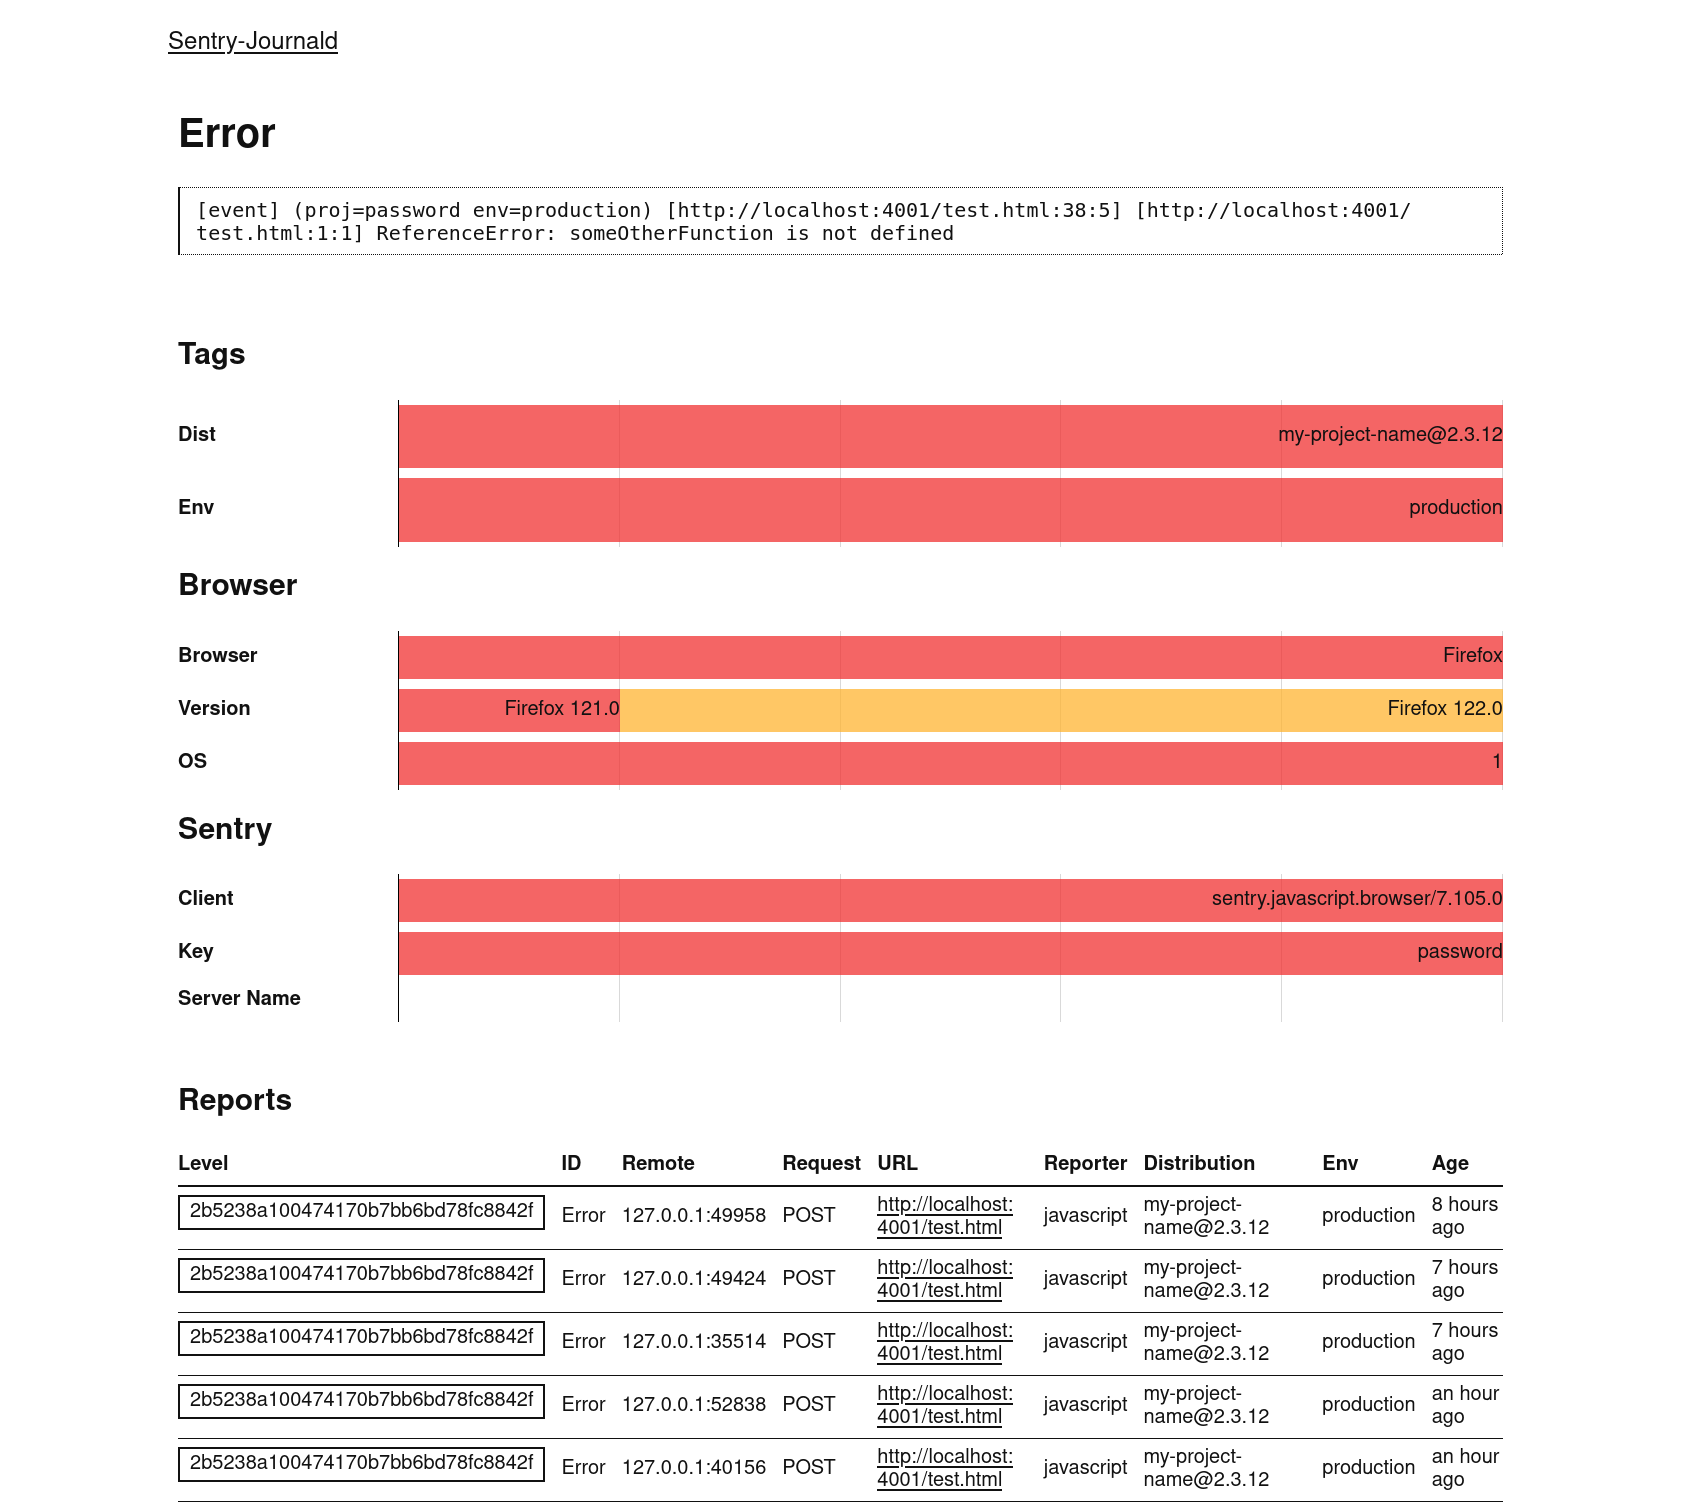 Sentry-Journald
Error
[event] (proj=password env=production) [http://localhost:4001/test.html:38:5] [http://localhost:4001/
test.html:1:1] ReferenceError: someOtherFunction is not defined
Tags
Dist my-project-name@2.3.12
Env production
Browser
Browser Firefox
Version Firefox 121.0 Firefox 122.0
OS 1
Sentry
Client sentry.javascript.browser/7.105.0
Key password
Server Name
Reports
Level ID Remote Request URL Reporter Distribution Env Age
2b5238a100474170b7bb6bd78fc8842f Error 127.0.0.1:49958 POST http://localhost:4001/test.html javascript my-project-name@2.3.12 production 8 hours ago
2b5238a100474170b7bb6bd78fc8842f Error 127.0.0.1:49424 POST http://localhost:4001/test.html javascript my-project-name@2.3.12 production 7 hours ago
2b5238a100474170b7bb6bd78fc8842f Error 127.0.0.1:35514 POST http://localhost:4001/test.html javascript my-project-name@2.3.12 production 7 hours ago
2b5238a100474170b7bb6bd78fc8842f Error 127.0.0.1:52838 POST http://localhost:4001/test.html javascript my-project-name@2.3.12 production an hour ago
2b5238a100474170b7bb6bd78fc8842f Error 127.0.0.1:40156 POST http://localhost:4001/test.html javascript my-project-name@2.3.12 production an hour ago